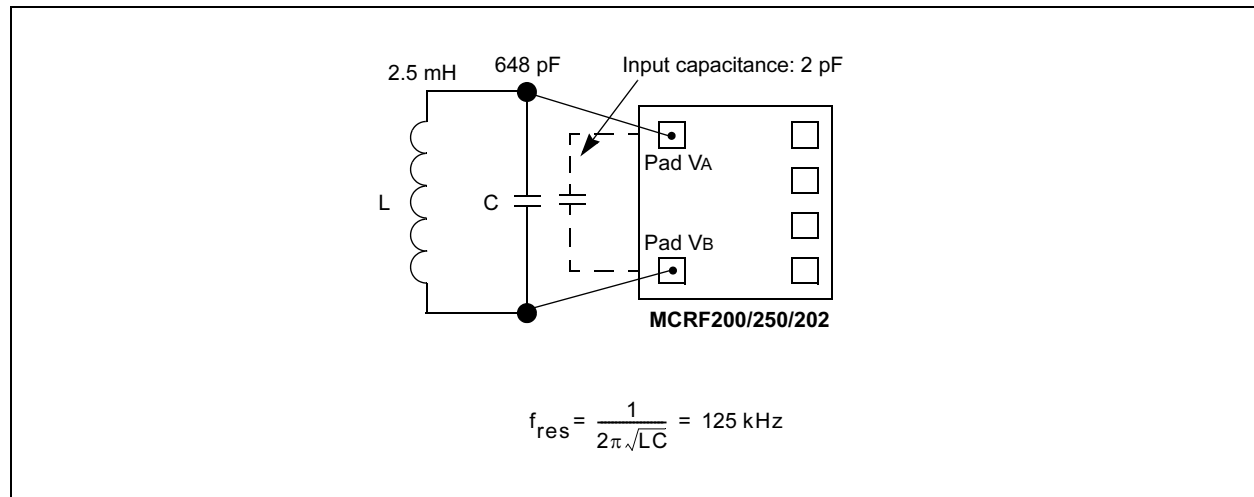 2.5 mH
648 pF
Input capacitance: 2 pF
Pad VA
L
C
Pad VB
MCRF200/250/202
f_res = 1 / 2π√LC = 125 kHz